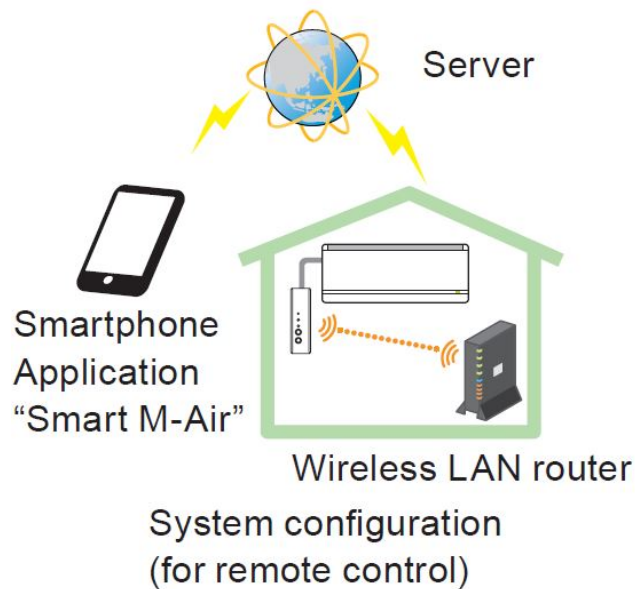 Server
Smartphone
Application
“Smart M-Air”
Wireless LAN router
System configuration
(for remote control)